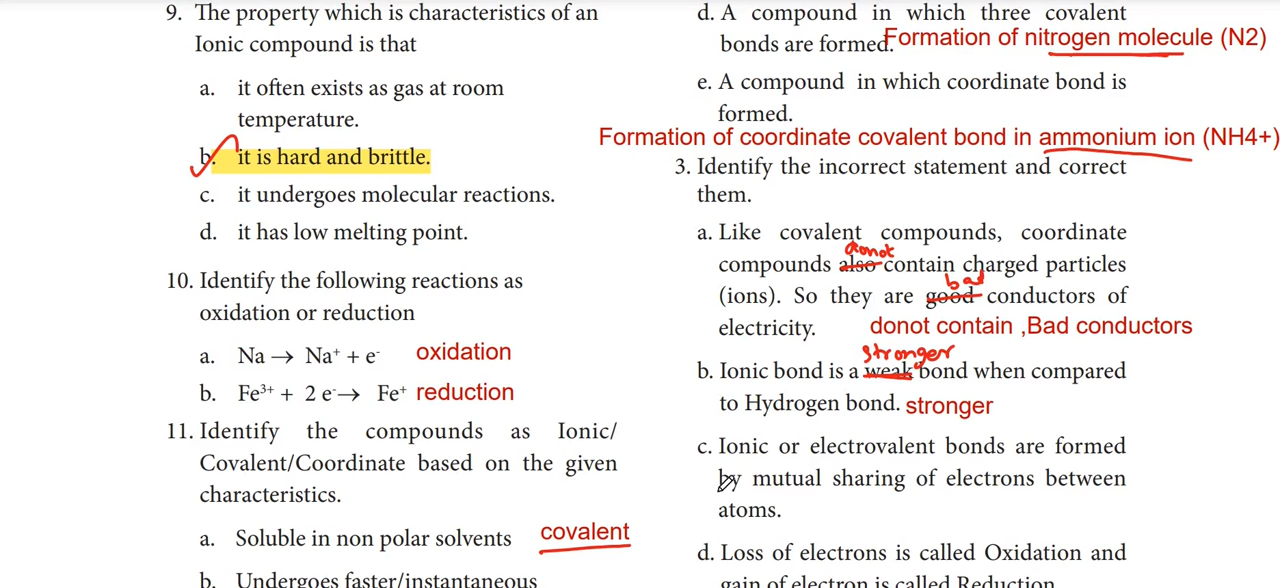 9. The property which is characteristics of an
Ionic compound is that
a. it often exists as gas at room
temperature.
b. it is hard and brittle.
c. it undergoes molecular reactions.
d. it has low melting point.
10. Identify the following reactions as
oxidation or reduction
a. Na → Na⁺ + e⁻ oxidation
b. Fe³⁺ + 2 e⁻→ Fe⁺ reduction
11. Identify the compounds as Ionic/
Covalent/Coordinate based on the given
characteristics.
a. Soluble in non polar solvents covalent
b. Undergoes faster/instantaneous
d. A compound in which three covalent
bonds are formed. Formation of nitrogen molecule (N2)
e. A compound in which coordinate bond is
formed.
Formation of coordinate covalent bond in ammonium ion (NH4+)
3. Identify the incorrect statement and correct
them.
a. Like covalent compounds, coordinate
donot
compounds also contain charged particles
bad
(ions). So they are good conductors of
electricity. donot contain ,Bad conductors
stronger
b. Ionic bond is a weak bond when compared
to Hydrogen bond. stronger
c. Ionic or electrovalent bonds are formed
by mutual sharing of electrons between
atoms.
d. Loss of electrons is called Oxidation and
gain of electron is called Reduction